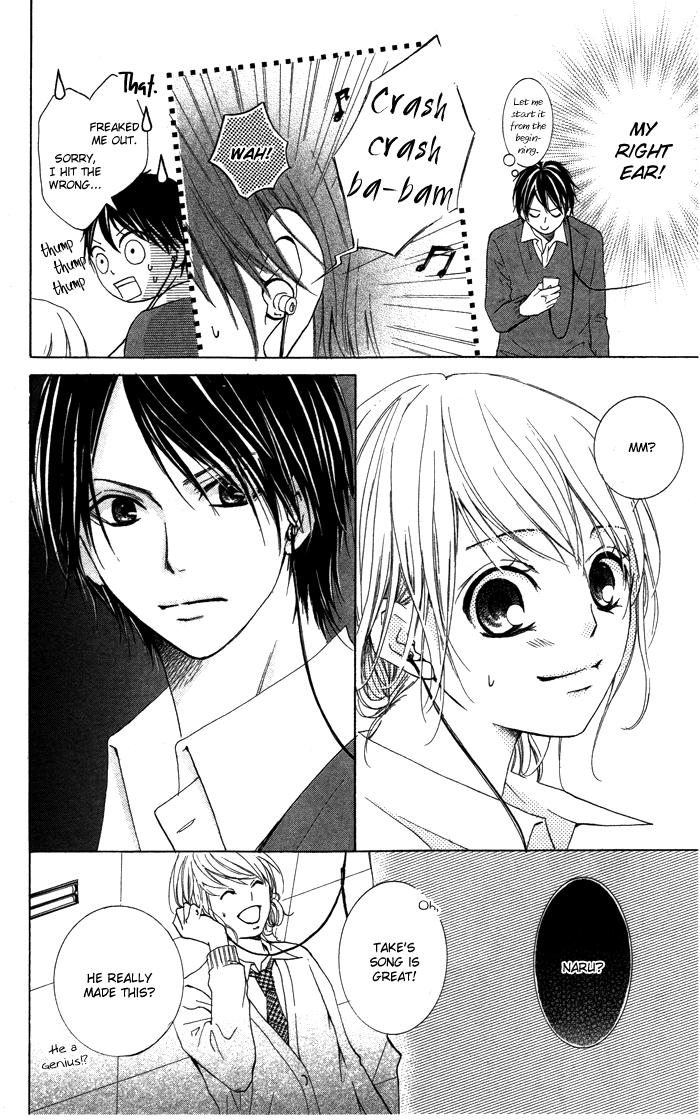 MY
RIGHT
EAR!
Let me
start it
from the
begin-
ning.
Crash
crash
ba-bam
WAH!
That.
FREAKED
ME OUT.
SORRY,
I HIT THE
WRONG...
thump
thump
thump
MM?
NARU?
Oh,
TAKE'S
SONG IS
GREAT!
HE REALLY
MADE THIS?
He a
Genius!?